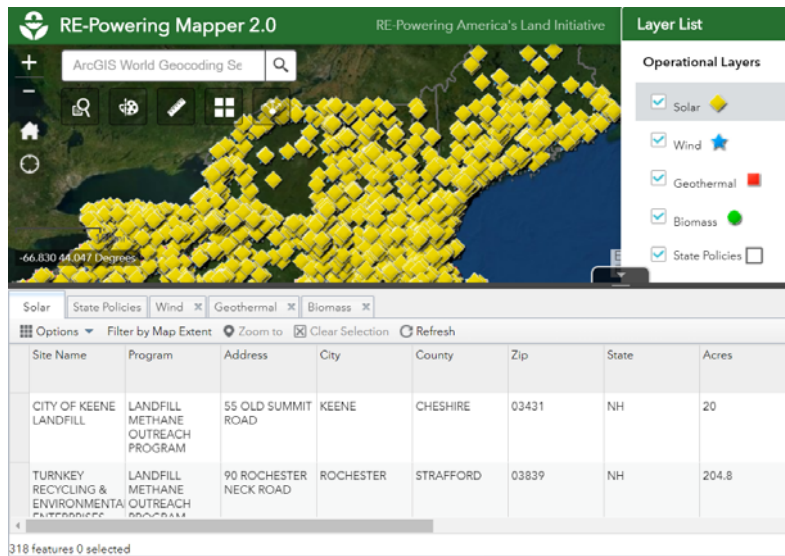 RE-Powering Mapper 2.0
RE-Powering America's Land Initiative
Layer List
ArcGIS World Geocoding Se
Operational Layers
Solar
Wind
Geothermal
Biomass
State Policies
-66.830 44.047 Degrees
Solar
State Policies
Wind
Geothermal
Biomass
Options
Filter by Map Extent
Zoom to
Clear Selection
Refresh
Site Name Program Address City County Zip State Acres
CITY OF KEENE LANDFILL 55 OLD SUMMIT KEENE CHESHIRE 03431 NH 20
LANDFILL METHANE ROAD
OUTREACH
PROGRAM
TURNKEY LANDFILL 90 ROCHESTER ROCHESTER STRAFFORD 03839 NH 204.8
RECYCLING & METHANE NECK ROAD
ENVIRONMENTA OUTREACH
ENTERPRISES PROGRAM
318 features 0 selected